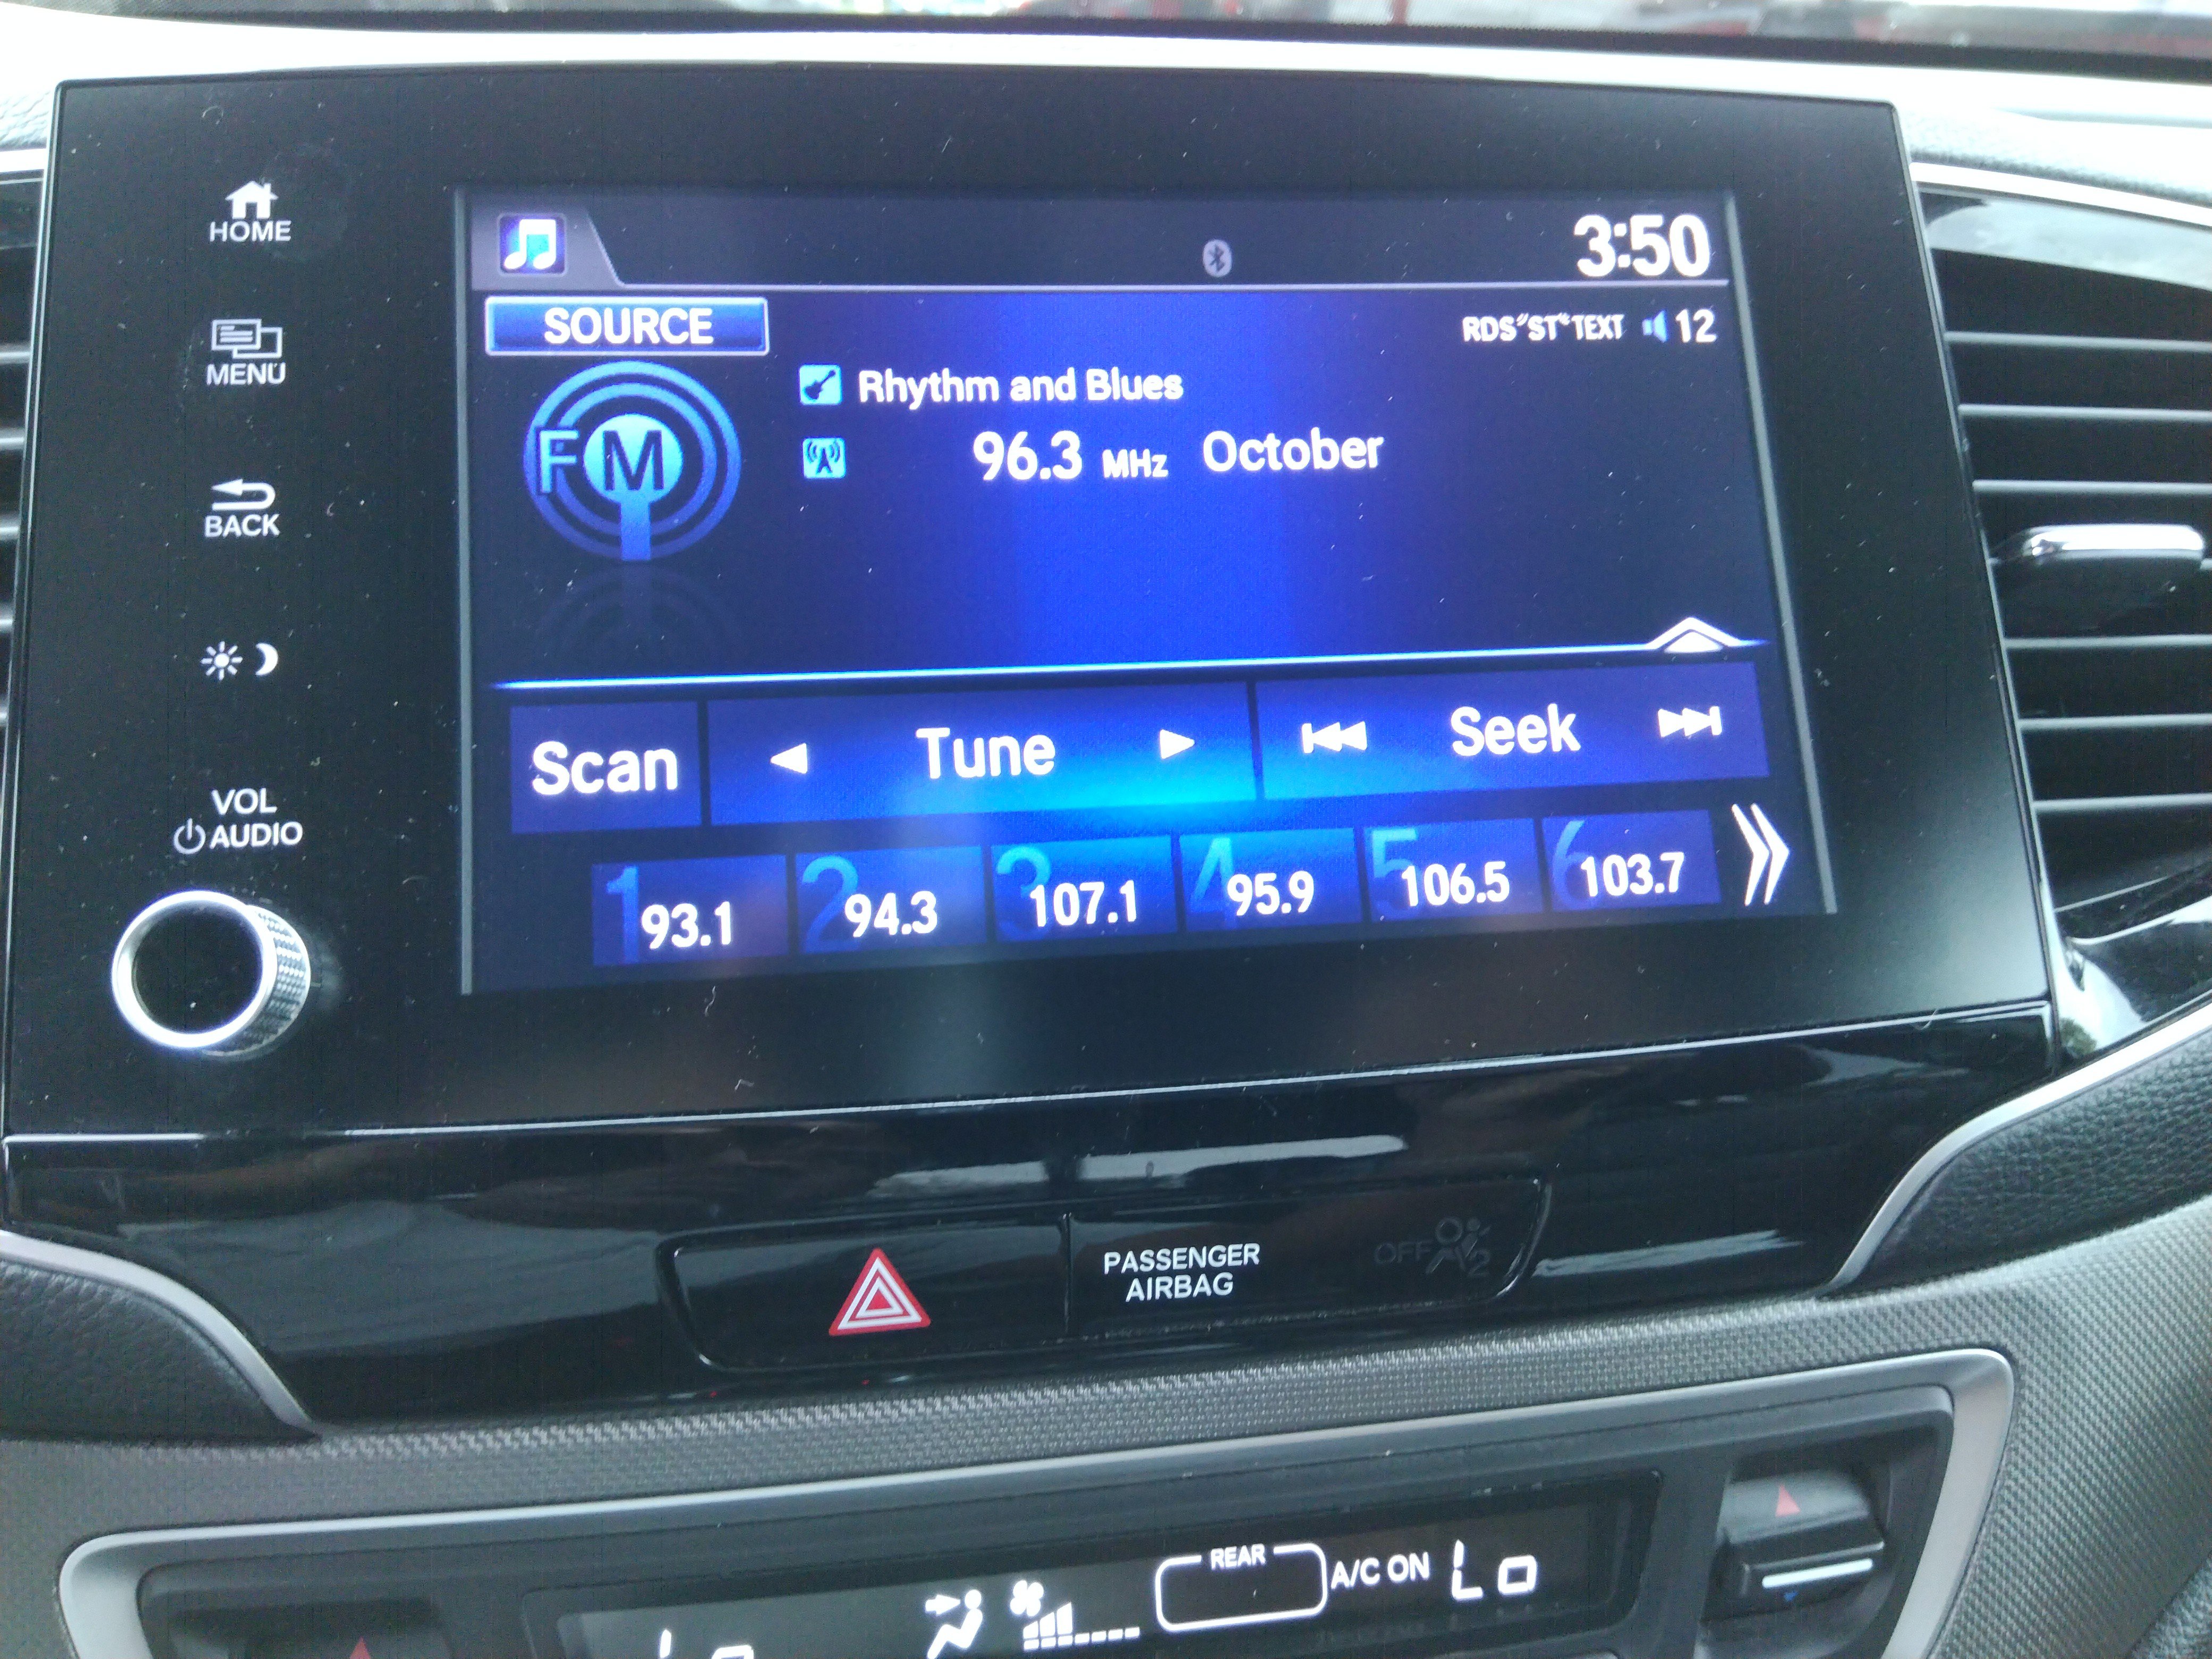 HOME
3:50
SOURCE
RDS ST TEXT 12
MENU
Rhythm and Blues
FM
96.3 MHz October
BACK
Scan Tune Seek
VOL
AUDIO
1 93.1 2 94.3 3 107.1 4 95.9 5 106.5 6 103.7
PASSENGER
AIRBAG
OFF 2
REAR
A/C ON Lo
Lo